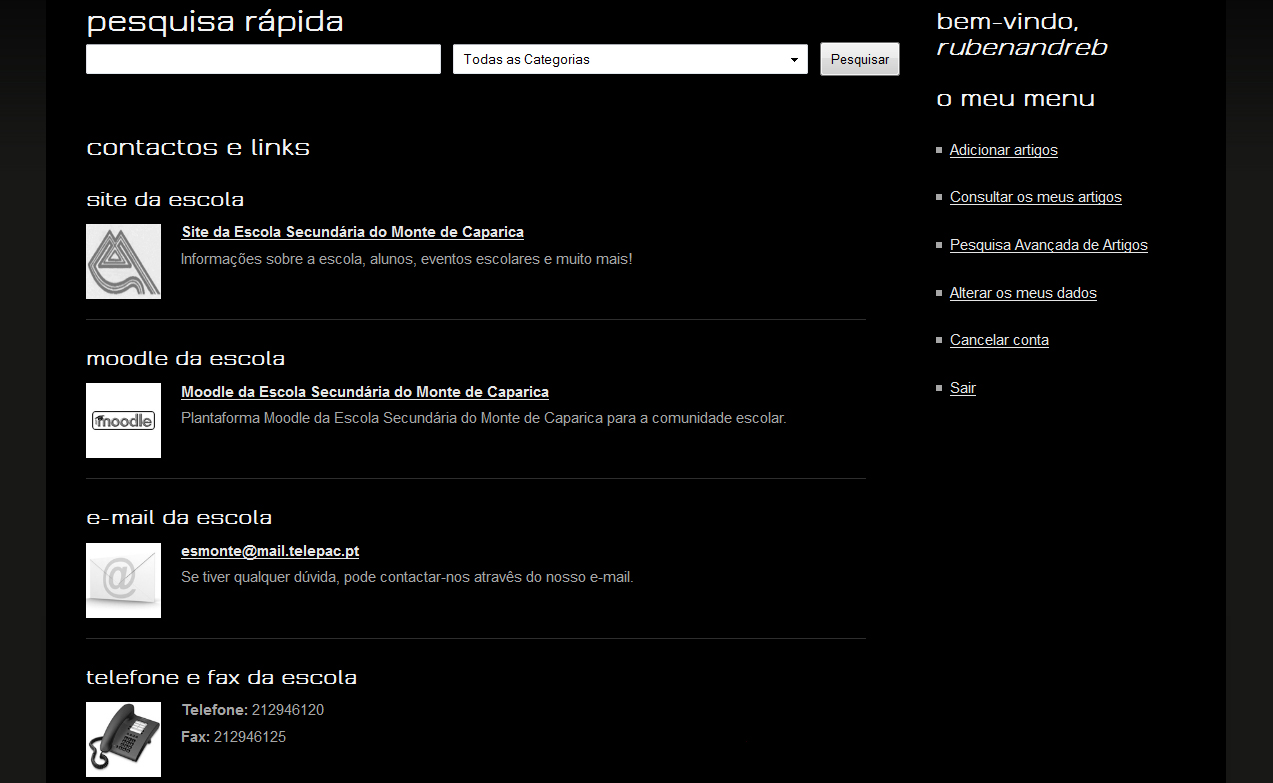 pesquisa rápida
Todas as Categorias
Pesquisar
contactos e links
site da escola
Site da Escola Secundária do Monte de Caparica
Informações sobre a escola, alunos, eventos escolares e muito mais!
moodle da escola
moodle
Moodle da Escola Secundária do Monte de Caparica
Plantaforma Moodle da Escola Secundária do Monte de Caparica para a comunidade escolar.
e-mail da escola
@
esmonte@mail.telepac.pt
Se tiver qualquer dúvida, pode contactar-nos através do nosso e-mail.
telefone e fax da escola
Telefone: 212946120
Fax: 212946125
bem-vindo,
rubenandreb
o meu menu
Adicionar artigos
Consultar os meus artigos
Pesquisa Avançada de Artigos
Alterar os meus dados
Cancelar conta
Sair